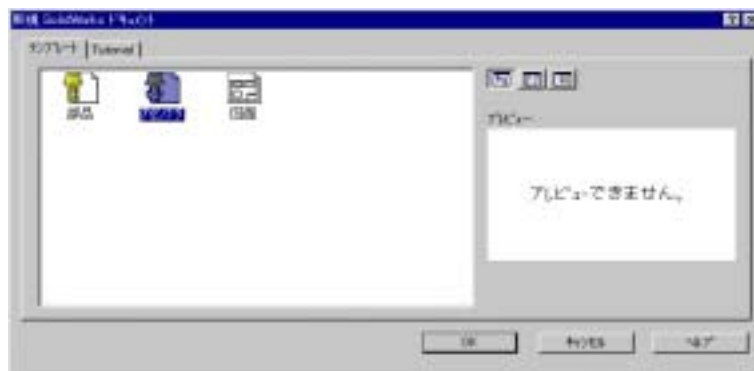 新規 SolidWorks ドキュメント
テンプレート Tutorial
部品 アセンブリ 図面
プレビュー
プレビューできません。
OK キャンセル ヘルプ